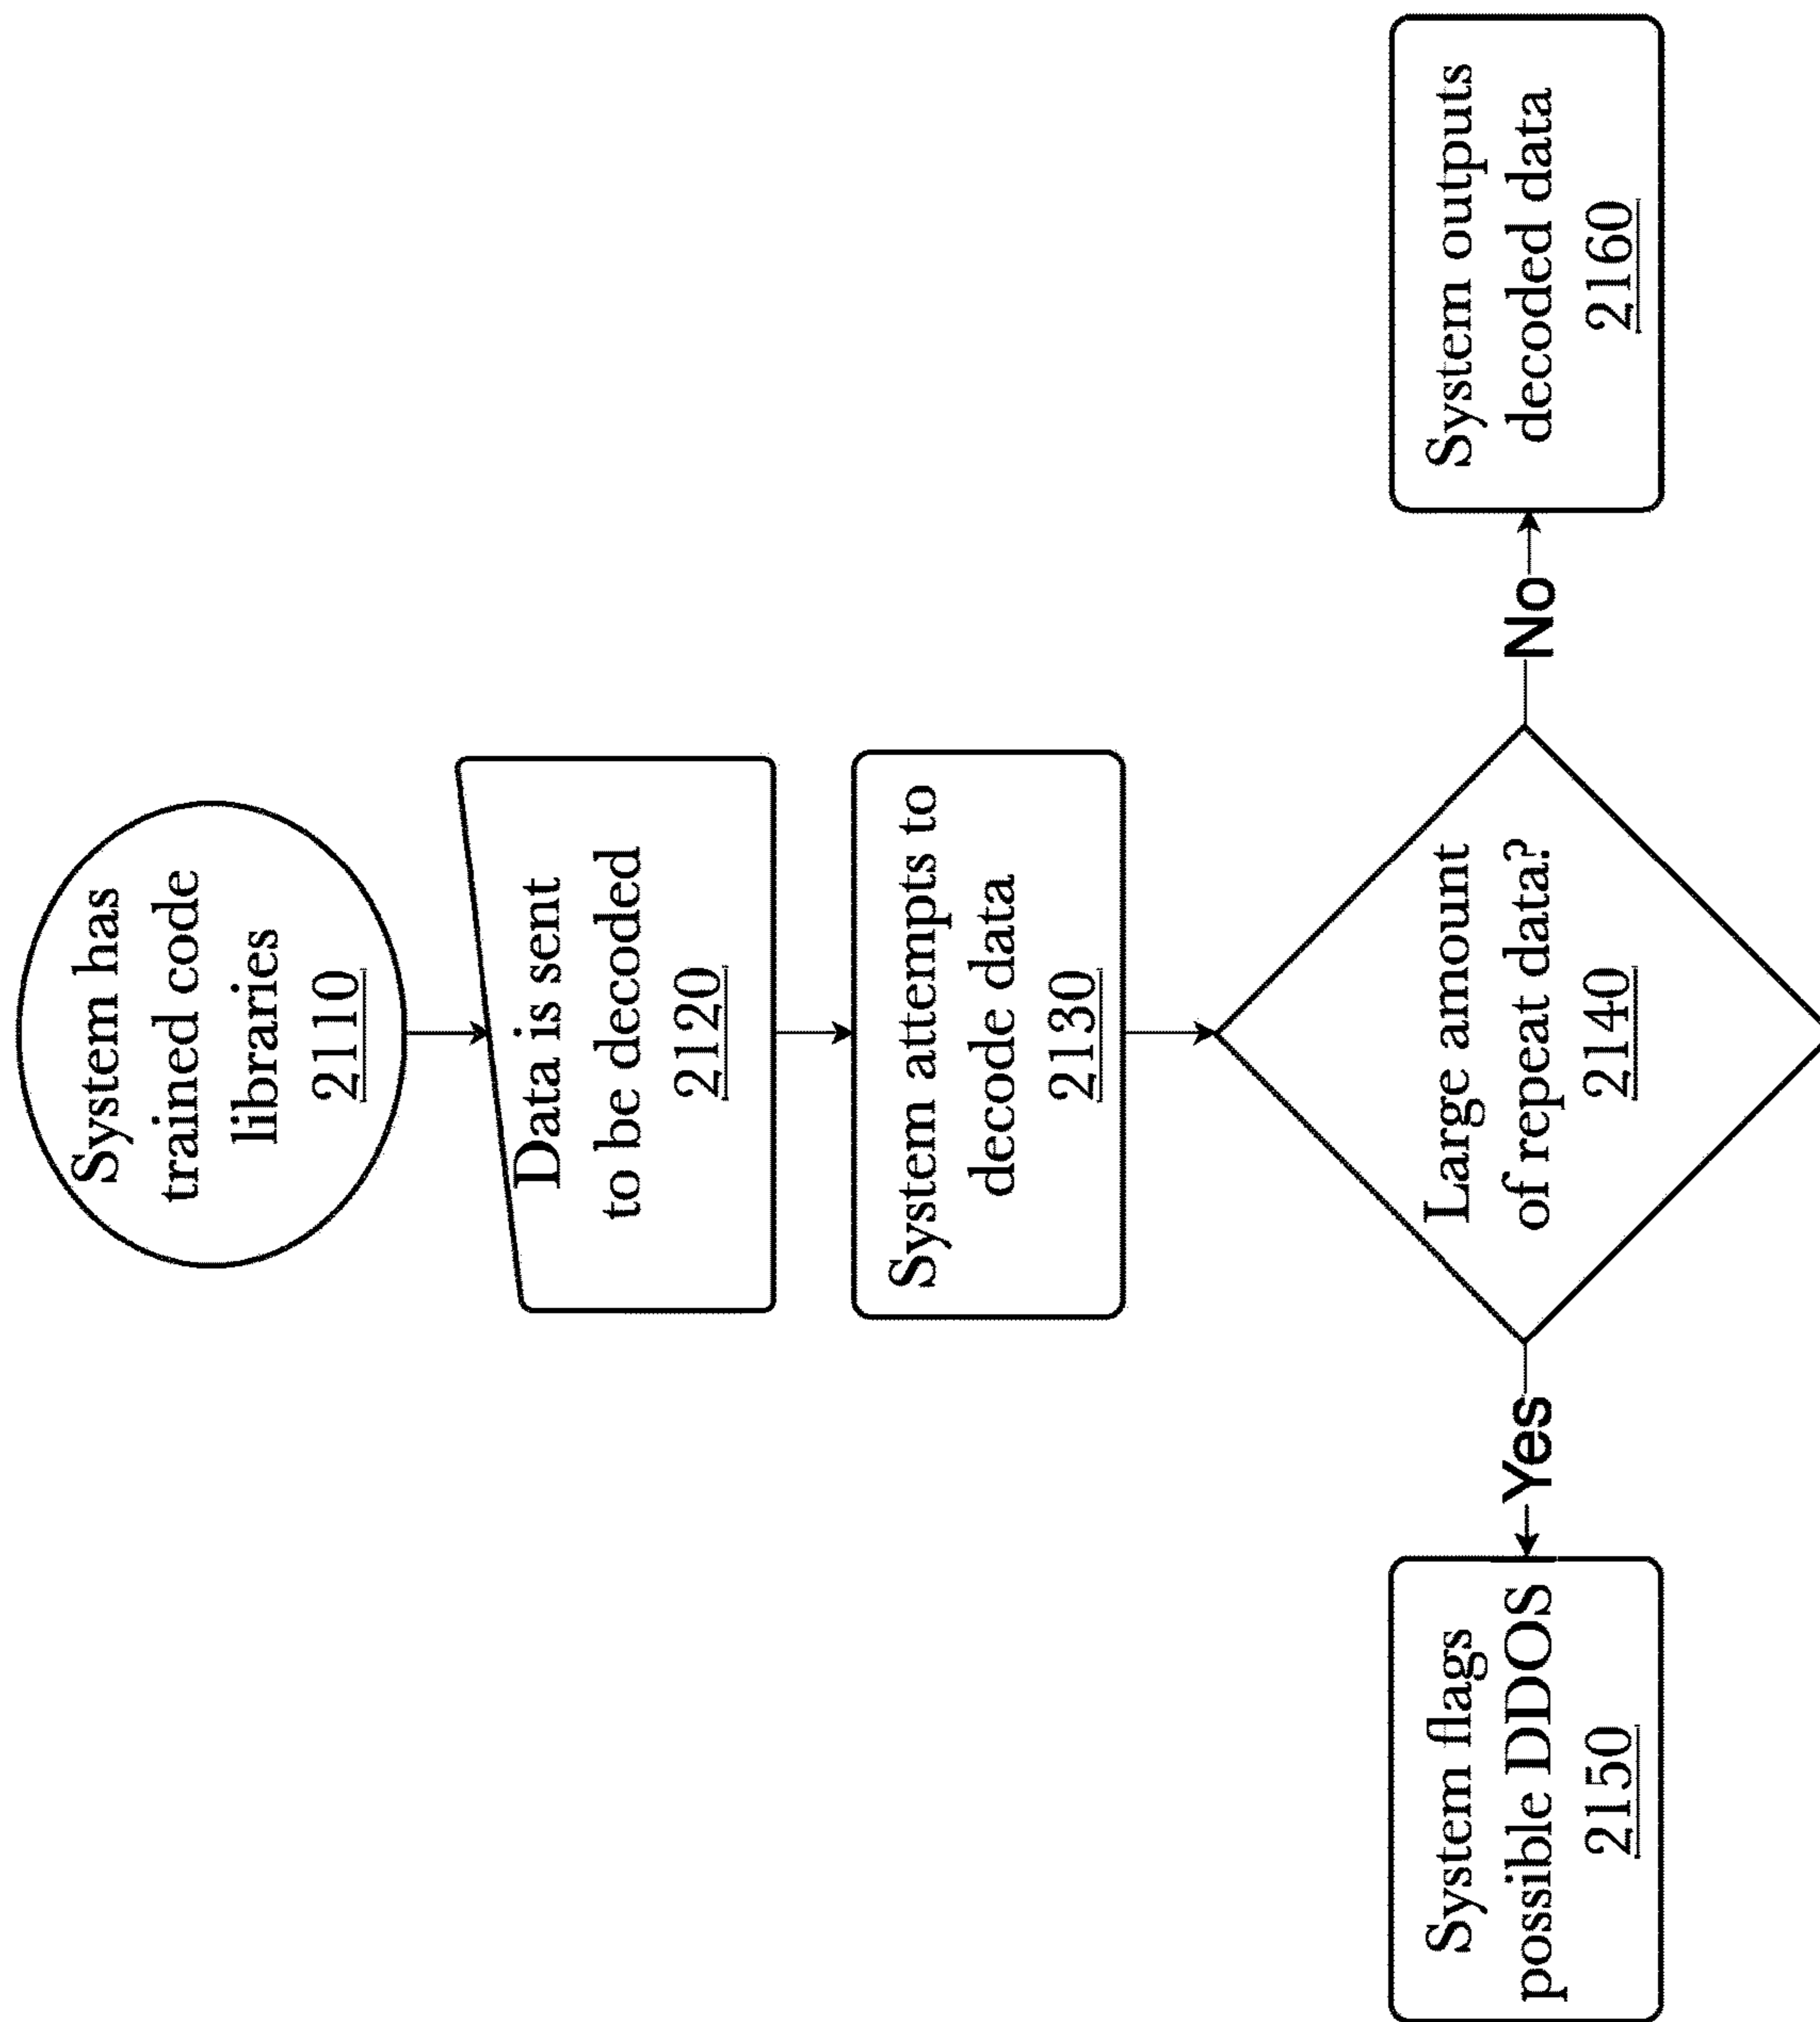 System has
trained code
libraries
2110
Data is sent
to be decoded
2120
System attempts to
decode data
2130
Large amount
of repeat data?
2140
Yes
No
System flags
possible DDOS
2150
System outputs
decoded data
2160